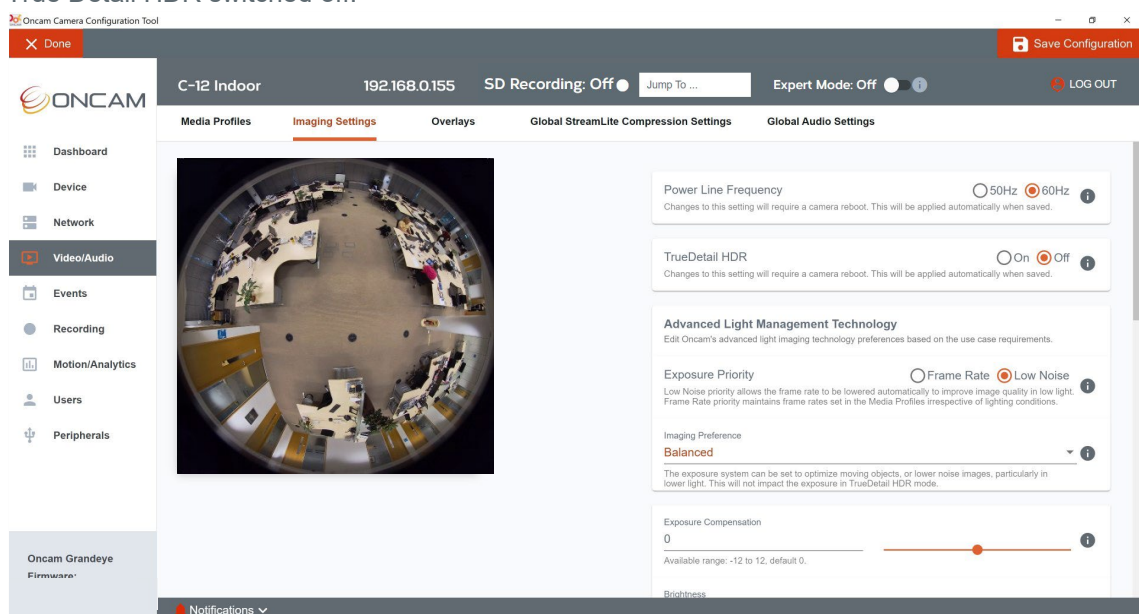 True Detail HDR switched off.
Oncam Camera Configuration Tool
Done
Save Configuration
ONCAM
C-12 Indoor
192.168.0.155
SD Recording: Off
Jump To ...
Expert Mode: Off
LOG OUT
Media Profiles
Imaging Settings
Overlays
Global StreamLite Compression Settings
Global Audio Settings
Dashboard
Device
Network
Video/Audio
Events
Recording
Motion/Analytics
Users
Peripherals
Oncam Grandeye
Firmware:
Power Line Frequency
50Hz
60Hz
Changes to this setting will require a camera reboot. This will be applied automatically when saved.
TrueDetail HDR
On
Off
Changes to this setting will require a camera reboot. This will be applied automatically when saved.
Advanced Light Management Technology
Edit Oncam's advanced light imaging technology preferences based on the use case requirements.
Exposure Priority
Frame Rate
Low Noise
Low Noise priority allows the frame rate to be lowered automatically to improve image quality in low light.
Frame Rate priority maintains frame rates set in the Media Profiles irrespective of lighting conditions.
Imaging Preference
Balanced
The exposure system can be set to optimize moving objects, or lower noise images, particularly in
lower light. This will not impact the exposure in TrueDetail HDR mode.
Exposure Compensation
0
Available range: -12 to 12, default 0.
Brightness
Notifications